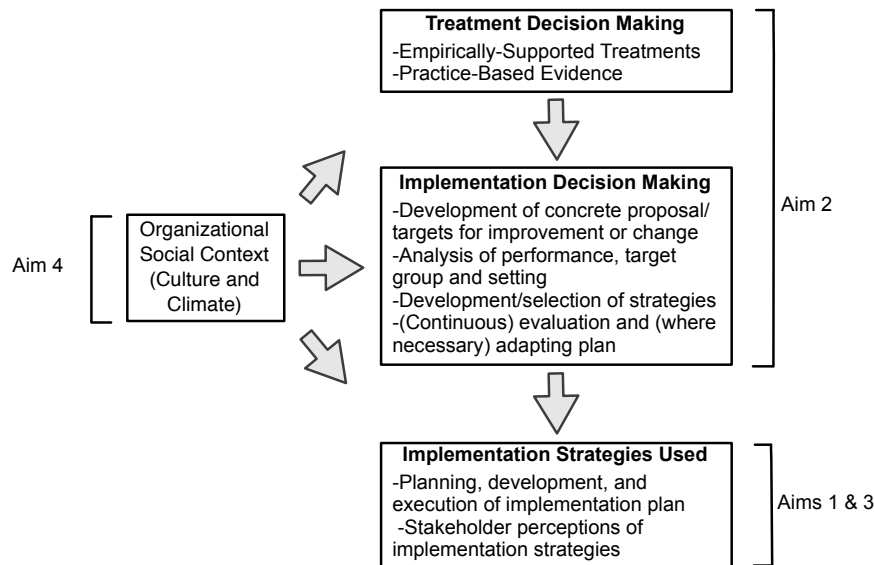 Treatment Decision Making
-Empirically-Supported Treatments
-Practice-Based Evidence
Implementation Decision Making
-Development of concrete proposal/
targets for improvement or change
-Analysis of performance, target
group and setting
-Development/selection of strategies
-(Continuous) evaluation and (where
necessary) adapting plan
Aim 2
Aim 4
Organizational
Social Context
(Culture and
Climate)
Implementation Strategies Used
-Planning, development, and
execution of implementation plan
-Stakeholder perceptions of
implementation strategies
Aims 1 & 3